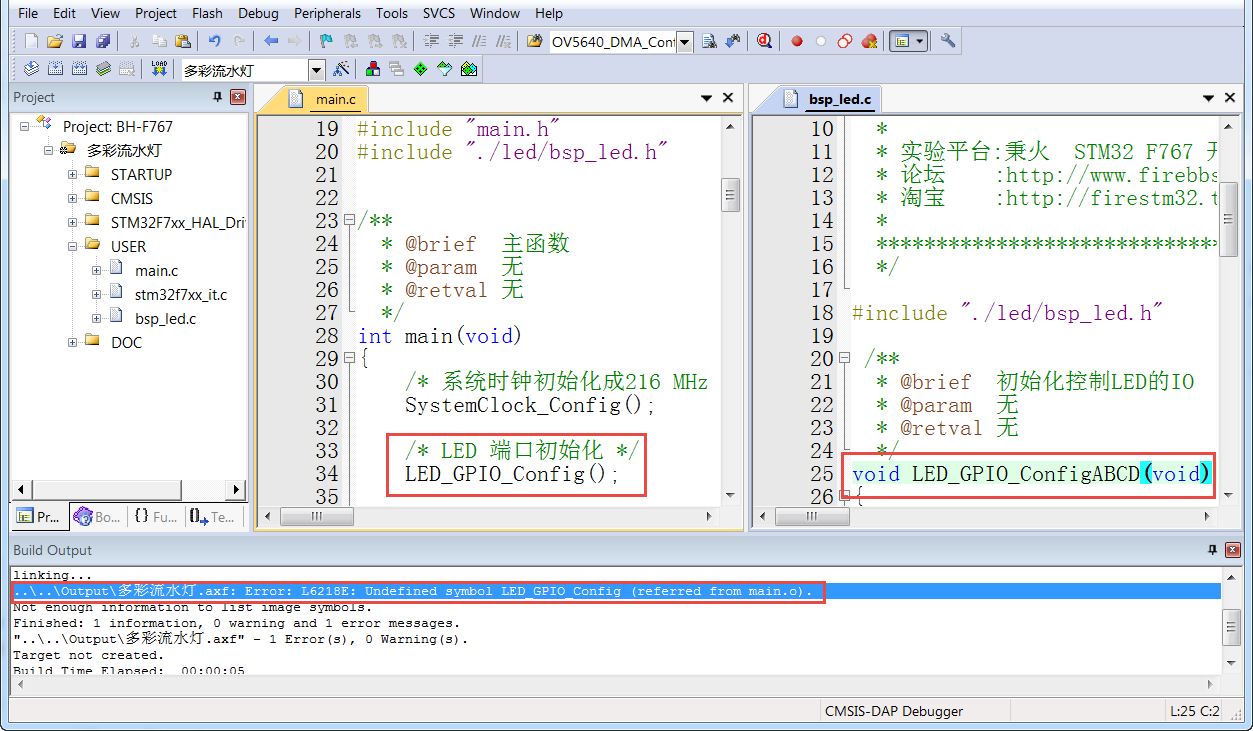 File Edit View Project Flash Debug Peripherals Tools SVCS Window Help
OV5640_DMA_Conf
LOAD
多彩流水灯
Project
Project: BH-F767
多彩流水灯
STARTUP
CMSIS
STM32F7xx_HAL_Dri
USER
main.c
stm32f7xx_it.c
bsp_led.c
DOC
Pr... Bo... {} Fu... Te...
main.c
19 #include "main.h"
20 #include "./led/bsp_led.h"
21
22
23 /**
24 * @brief 主函数
25 * @param 无
26 * @retval 无
27 */
28 int main(void)
29 {
30 /* 系统时钟初始化成216 MHz
31 SystemClock_Config();
32
33 /* LED 端口初始化 */
34 LED_GPIO_Config();
35
bsp_led.c
10 *
11 * 实验平台:秉火 STM32 F767 开
12 * 论坛 :http://www.firebbs
13 * 淘宝 :http://firestm32.t
14 *
15 *****************************
16 */
17
18 #include "./led/bsp_led.h"
19
20 /**
21 * @brief 初始化控制LED的IO
22 * @param 无
23 * @retval 无
24 */
25 void LED_GPIO_ConfigABCD(void)
26 {
Build Output
linking...
..\..\Output\多彩流水灯.axf: Error: L6218E: Undefined symbol LED_GPIO_Config (referred from main.o).
Not enough information to list image symbols.
Finished: 1 information, 0 warning and 1 error messages.
"..\..\Output\多彩流水灯.axf" - 1 Error(s), 0 Warning(s).
Target not created.
Build Time Elapsed: 00:00:05
CMSIS-DAP Debugger
L:25 C:2